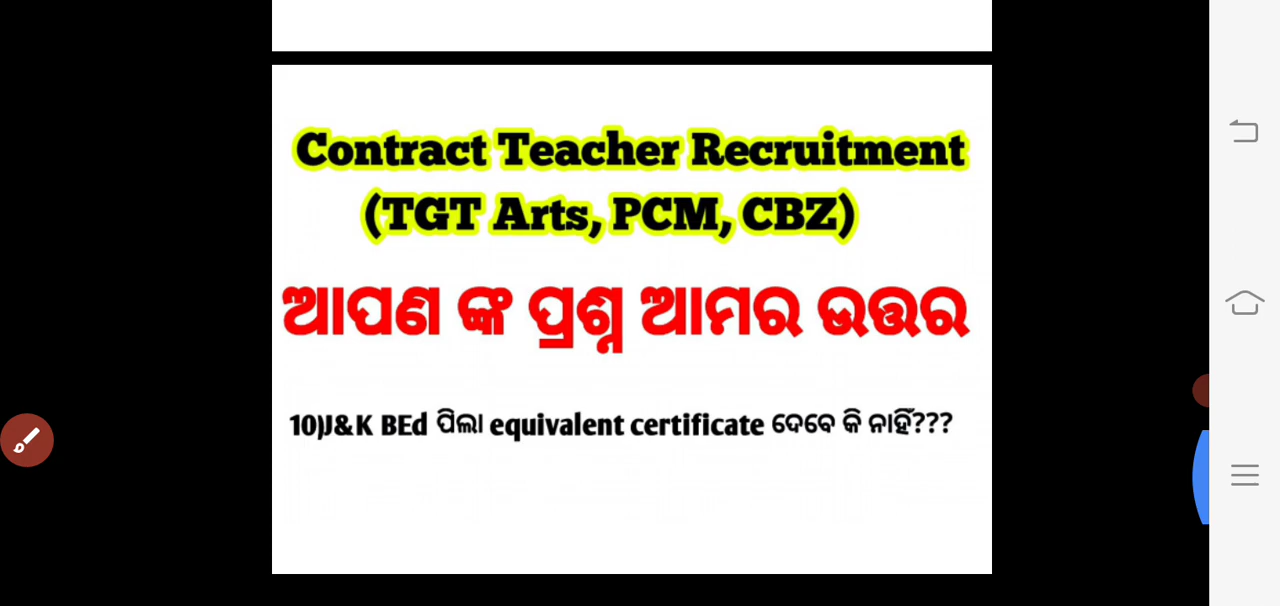 Contract Teacher Recruitment
(TGT Arts, PCM, CBZ)
ଆପଣ ଙ୍କ ପ୍ରଶ୍ନ ଆମର ଉତ୍ତର
10)J&K BEd ପିଲା equivalent certificate ଦେବେ କି ନାହିଁ???